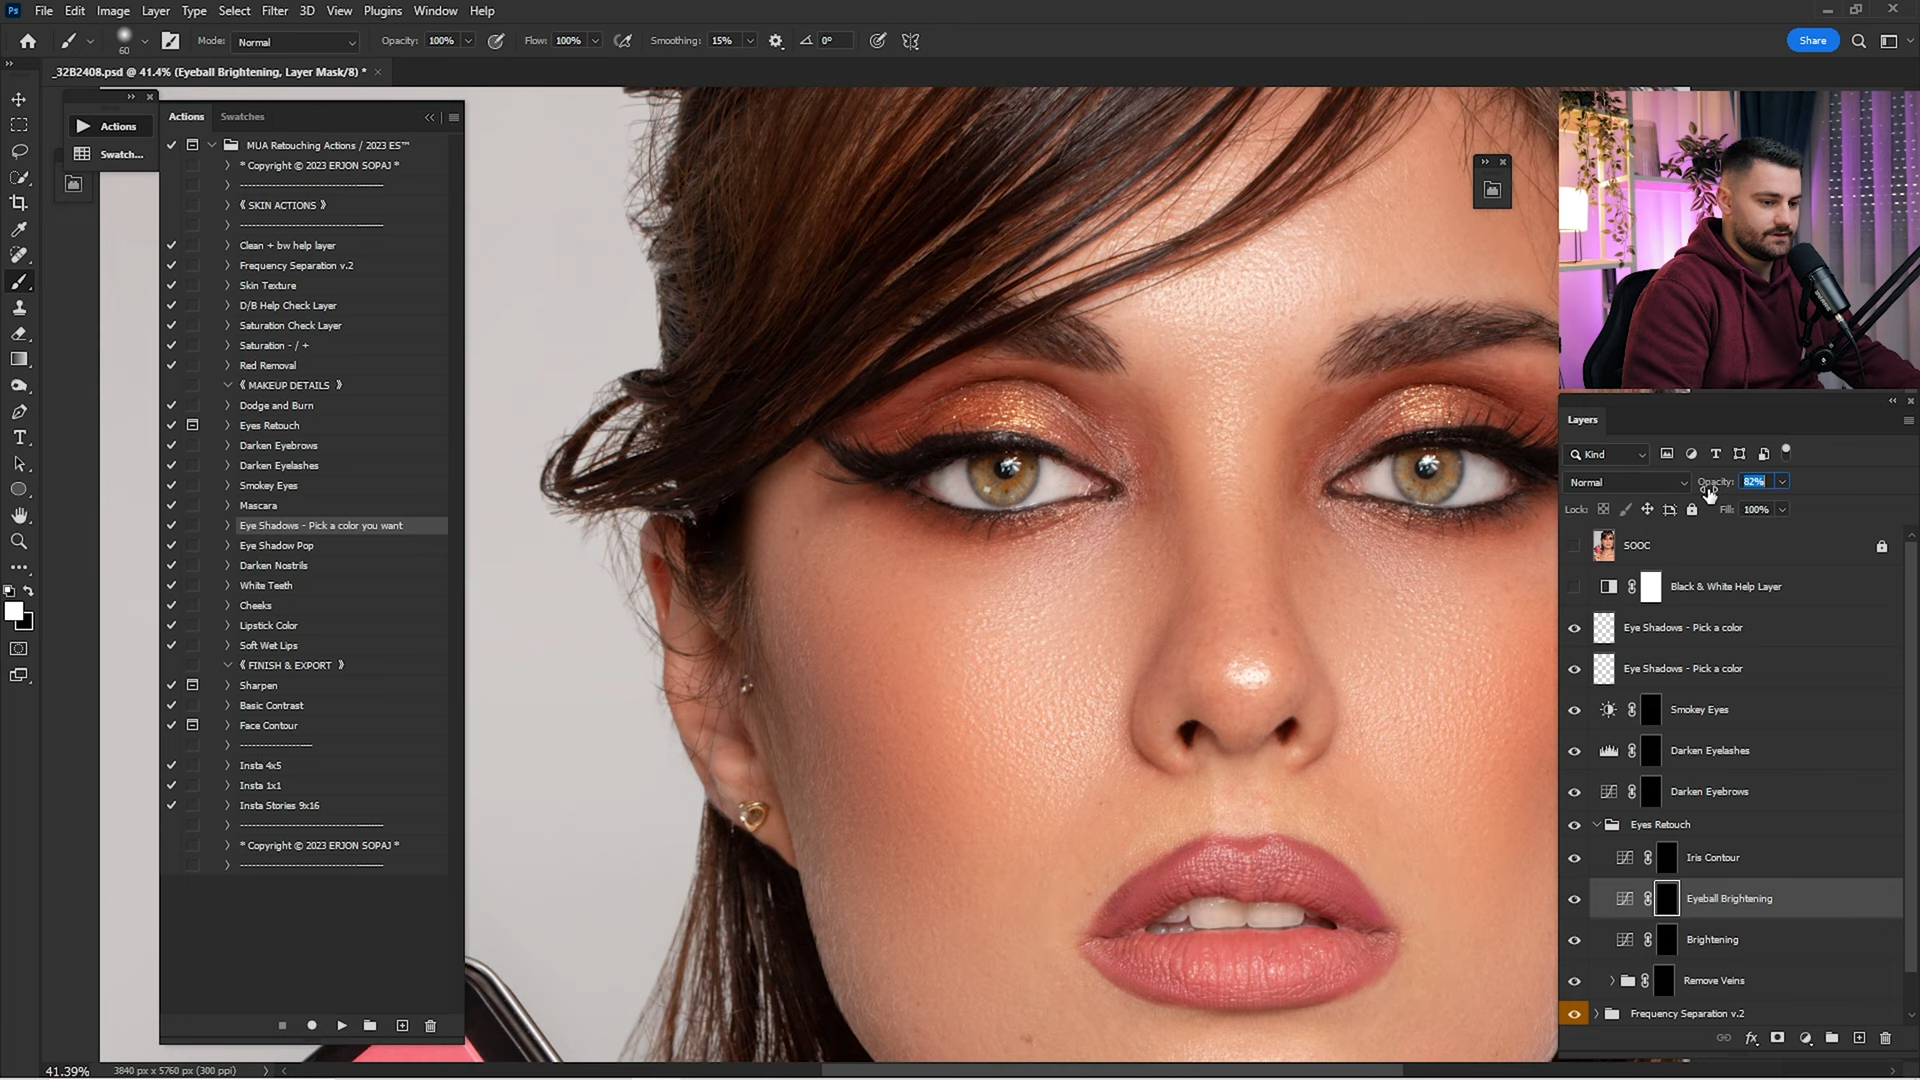 Ps File Edit Image Layer Type Select Filter 3D View Plugins Window Help
60 Mode: Normal Opacity: 100% Flow: 100% Smoothing: 15% 0° Share
_32B2408.psd @ 41.4% (Eyeball Brightening, Layer Mask/8) * ×
Actions
Swatch...
Actions Swatches
MUA Retouching Actions / 2023 ES™
* Copyright © 2023 ERJON SOPAJ *
----------------------------------------
《 SKIN ACTIONS 》
----------------------------------------
Clean + bw help layer
Frequency Separation v.2
Skin Texture
D/B Help Check Layer
Saturation Check Layer
Saturation - / +
Red Removal
《 MAKEUP DETAILS 》
Dodge and Burn
Eyes Retouch
Darken Eyebrows
Darken Eyelashes
Smokey Eyes
Mascara
Eye Shadows - Pick a color you want
Eye Shadow Pop
Darken Nostrils
White Teeth
Cheeks
Lipstick Color
Soft Wet Lips
《 FINISH & EXPORT 》
Sharpen
Basic Contrast
Face Contour
--------------------
Insta 4x5
Insta 1x1
Insta Stories 9x16
----------------------------------------
* Copyright © 2023 ERJON SOPAJ *
----------------------------------------
Layers
Kind
Normal Opacity: 82%
Lock: Fill: 100%
SOOC
Black & White Help Layer
Eye Shadows - Pick a color
Eye Shadows - Pick a color
Smokey Eyes
Darken Eyelashes
Darken Eyebrows
Eyes Retouch
Iris Contour
Eyeball Brightening
Brightening
Remove Veins
Frequency Separation v.2
fx
41.39% 3840 px x 5760 px (300 ppi)